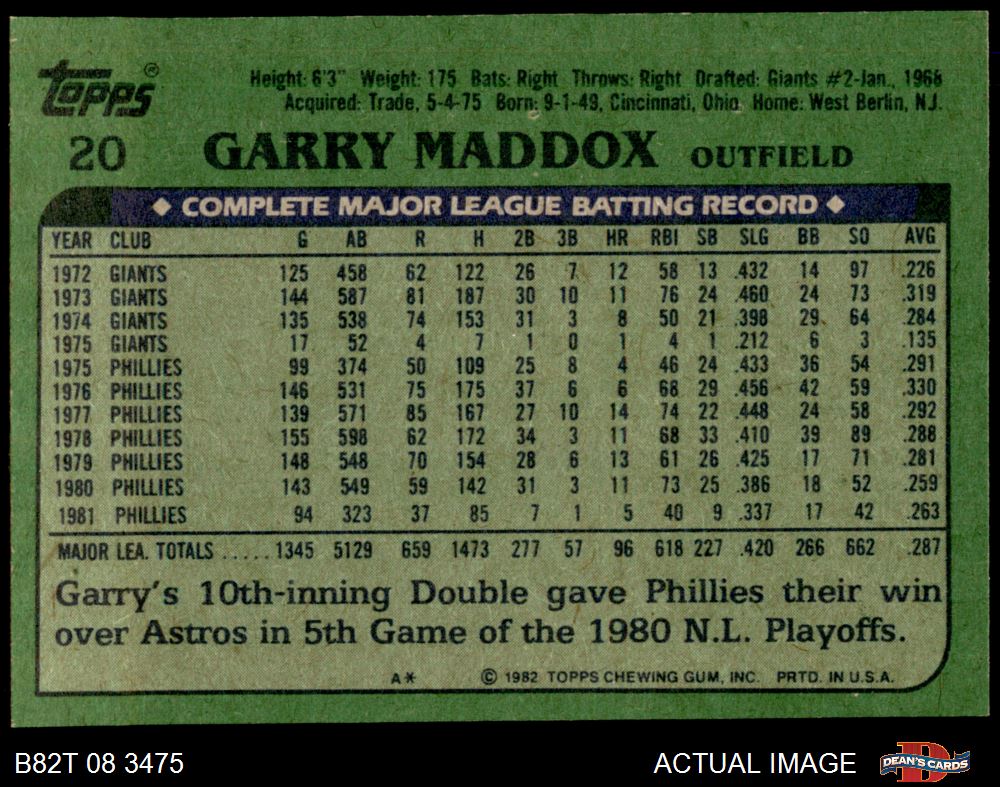 Topps®
Height: 6'3" Weight: 175 Bats: Right Throws: Right Drafted: Giants #2-Jan., 1968
Acquired: Trade, 5-4-75 Born: 9-1-49, Cincinnati, Ohio Home: West Berlin, N.J.
20 GARRY MADDOX OUTFIELD
◆ COMPLETE MAJOR LEAGUE BATTING RECORD ◆
YEAR CLUB G AB R H 2B 3B HR RBI SB SLG BB SO AVG
1972 GIANTS 125 458 62 122 26 7 12 58 13 .432 14 97 .226
1973 GIANTS 144 587 81 187 30 10 11 76 24 .460 24 73 .319
1974 GIANTS 135 538 74 153 31 3 8 50 21 .398 29 64 .284
1975 GIANTS 17 52 4 7 1 0 1 4 1 .212 6 3 .135
1975 PHILLIES 99 374 50 109 25 8 4 46 24 .433 36 54 .291
1976 PHILLIES 146 531 75 175 37 6 6 68 29 .456 42 59 .330
1977 PHILLIES 139 571 85 167 27 10 14 74 22 .448 24 58 .292
1978 PHILLIES 155 598 62 172 34 3 11 68 33 .410 39 89 .288
1979 PHILLIES 148 548 70 154 28 6 13 61 26 .425 17 71 .281
1980 PHILLIES 143 549 59 142 31 3 11 73 25 .386 18 52 .259
1981 PHILLIES 94 323 37 85 7 1 5 40 9 .337 17 42 .263
MAJOR LEA. TOTALS ..... 1345 5129 659 1473 277 57 96 618 227 .420 266 662 .287
Garry's 10th-inning Double gave Phillies their win
over Astros in 5th Game of the 1980 N.L. Playoffs.
A* © 1982 TOPPS CHEWING GUM, INC. PRTD. IN U.S.A.
B82T 08 3475 ACTUAL IMAGE DEAN'S CARDS